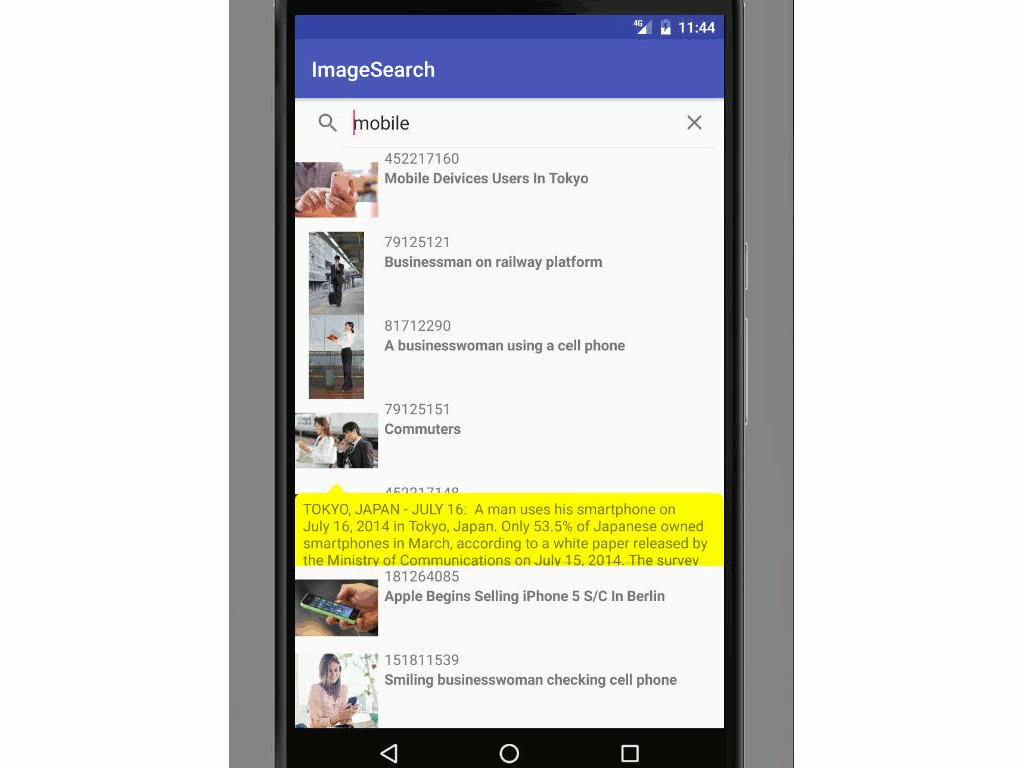 4G 11:44
ImageSearch
mobile
452217160
Mobile Deivices Users In Tokyo
79125121
Businessman on railway platform
81712290
A businesswoman using a cell phone
79125151
Commuters
452217148
TOKYO, JAPAN - JULY 16:  A man uses his smartphone on
July 16, 2014 in Tokyo, Japan. Only 53.5% of Japanese owned
smartphones in March, according to a white paper released by
the Ministry of Communications on July 15, 2014. The survey
181264085
Apple Begins Selling iPhone 5 S/C In Berlin
151811539
Smiling businesswoman checking cell phone